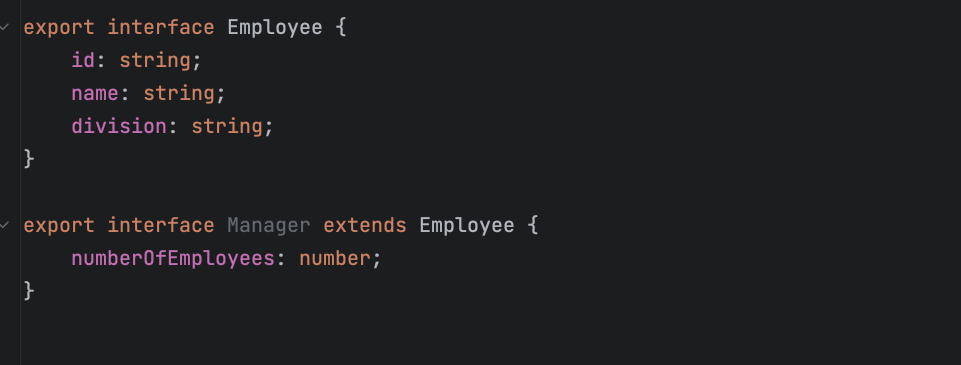 export interface Employee {
    id: string;
    name: string;
    division: string;
}

export interface Manager extends Employee {
    numberOfEmployees: number;
}